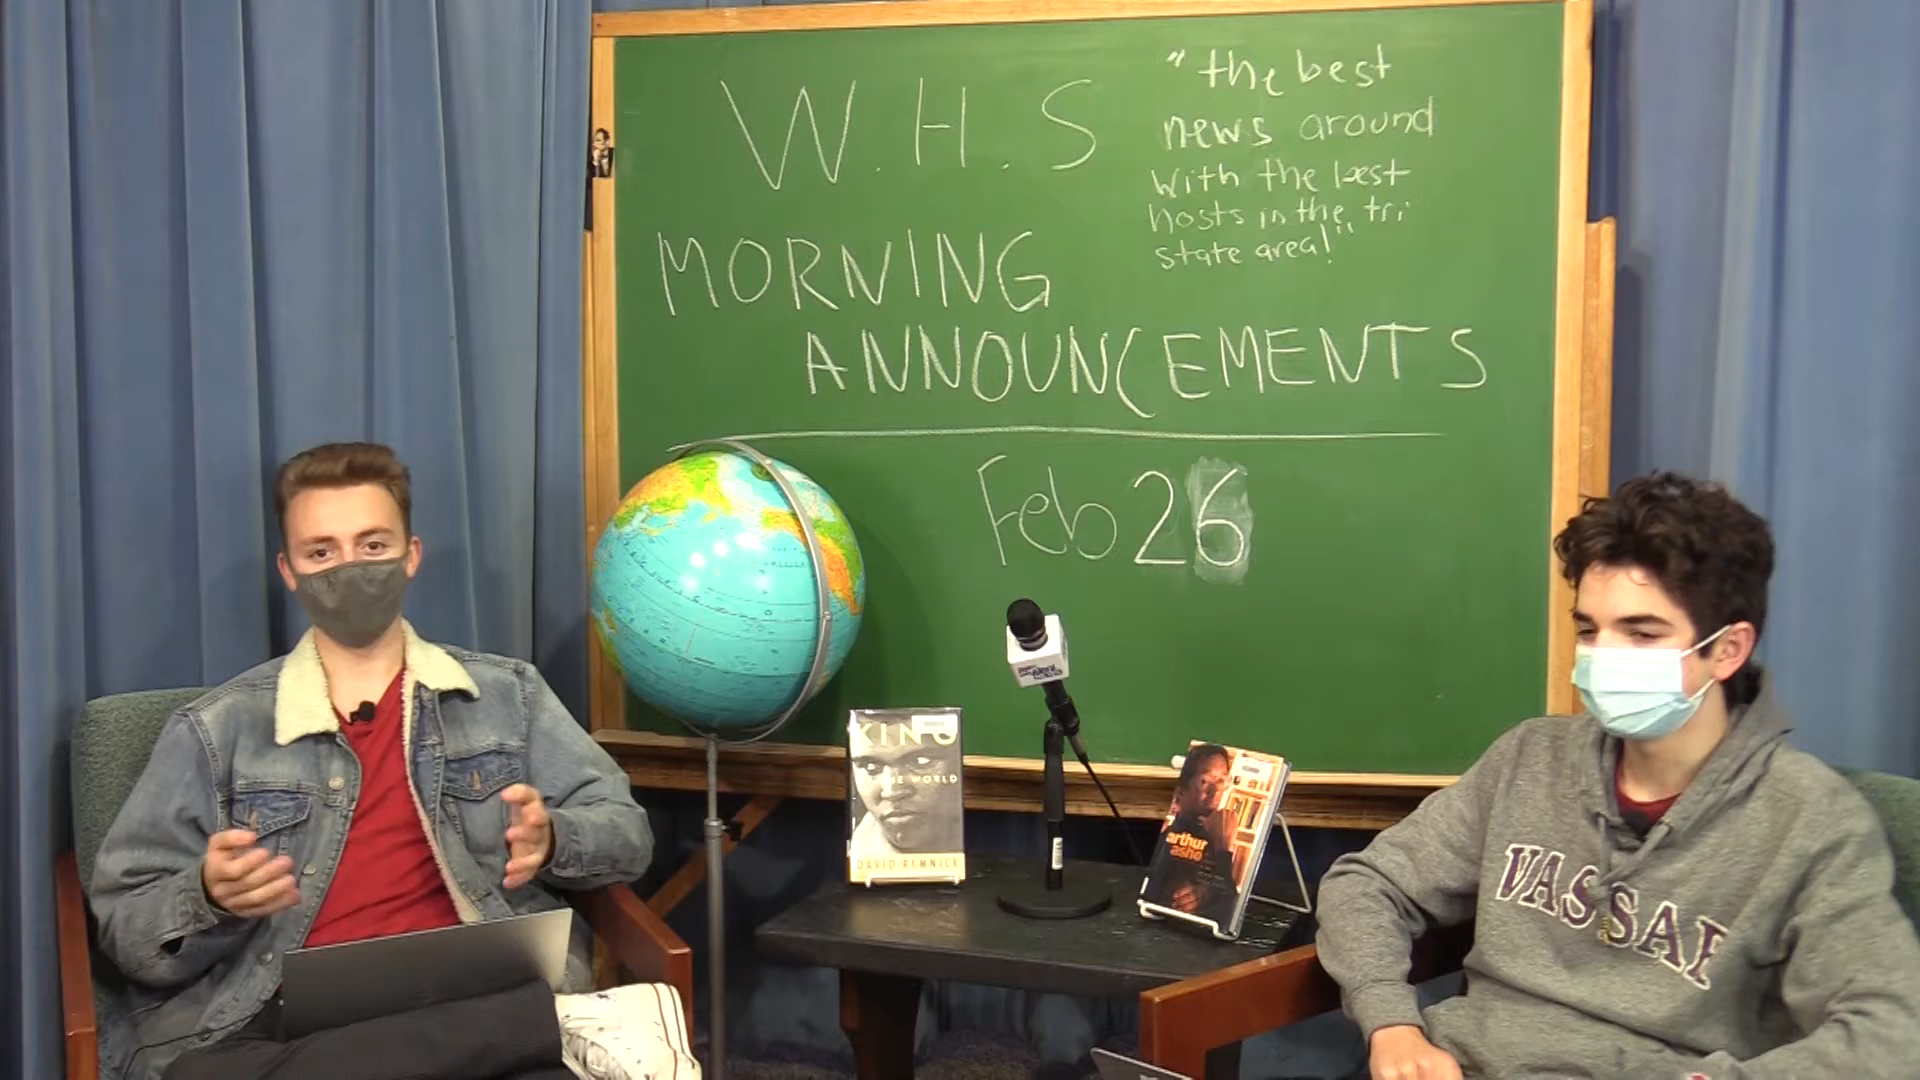 W.H.S
MORNING
ANNOUNCEMENTS
"the best
news around
with the best
hosts in the tri
state area!"
Feb 26
KING
WORLD
DAVID REMNICK
arthur
ashe
VASSAR